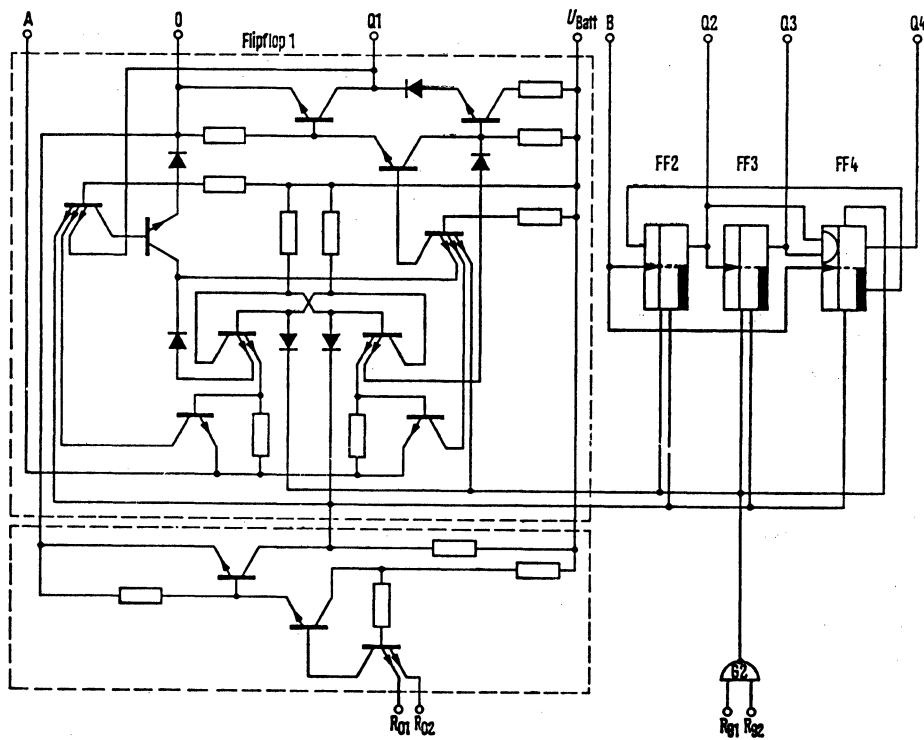 A 0 Q1 U_Batt B Q2 Q3 Q4
Flipflop 1
FF2 FF3 FF4
G2
R01 R02 R91 R92